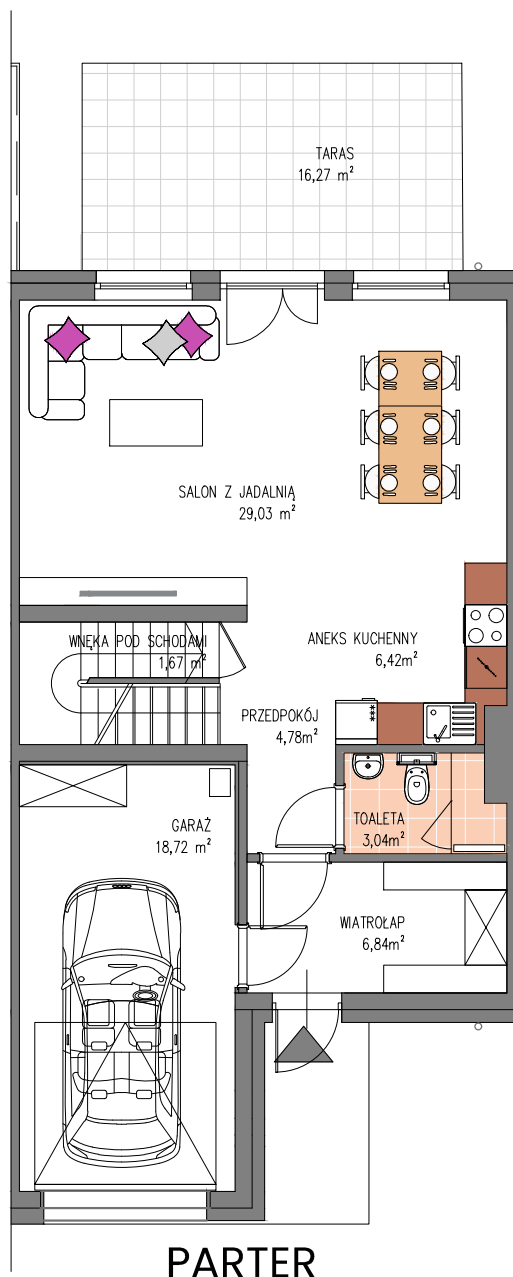 TARAS
16,27 m²
SALON Z JADALNIĄ
29,03 m²
WNĘKA POD SCHODAMI
1,67 m²
ANEKS KUCHENNY
6,42m²
PRZEDPOKÓJ
4,78m²
GARAŻ
18,72 m²
TOALETA
3,04m²
WIATROŁAP
6,84m²
PARTER